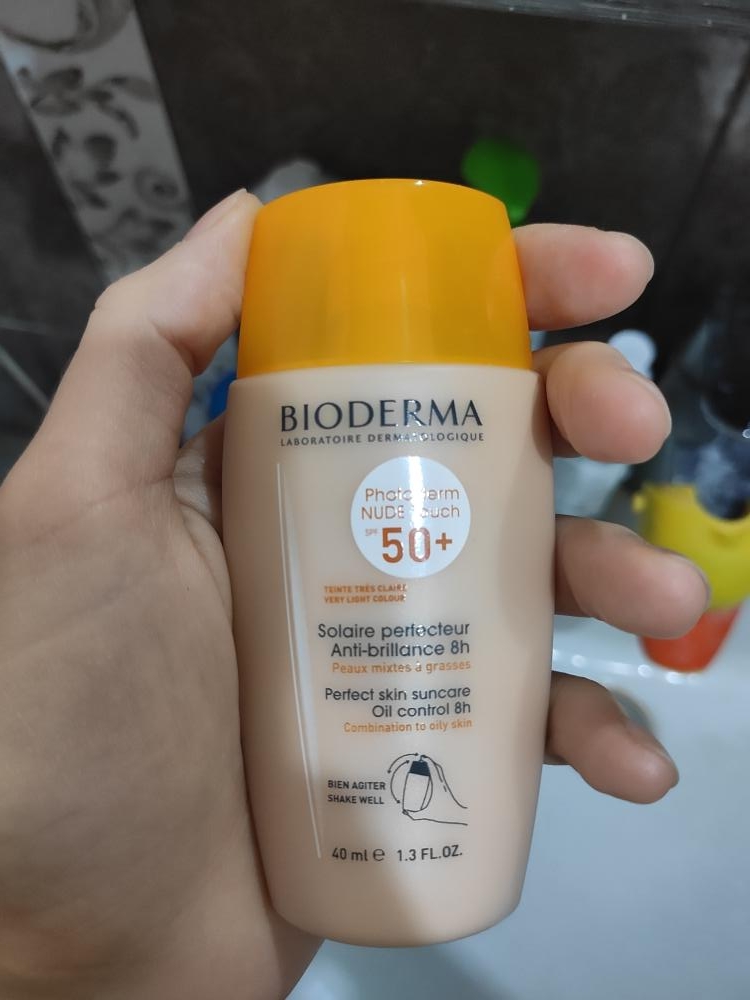 BIODERMA
LABORATOIRE DERMATOLOGIQUE
Photoderm
NUDE Touch
SPF 50+
TEINTE TRÈS CLAIRE
VERY LIGHT COLOUR
Solaire perfecteur
Anti-brillance 8h
Peaux mixtes à grasses
Perfect skin suncare
Oil control 8h
Combination to oily skin
BIEN AGITER
SHAKE WELL
40 ml e 1.3 FL.OZ.